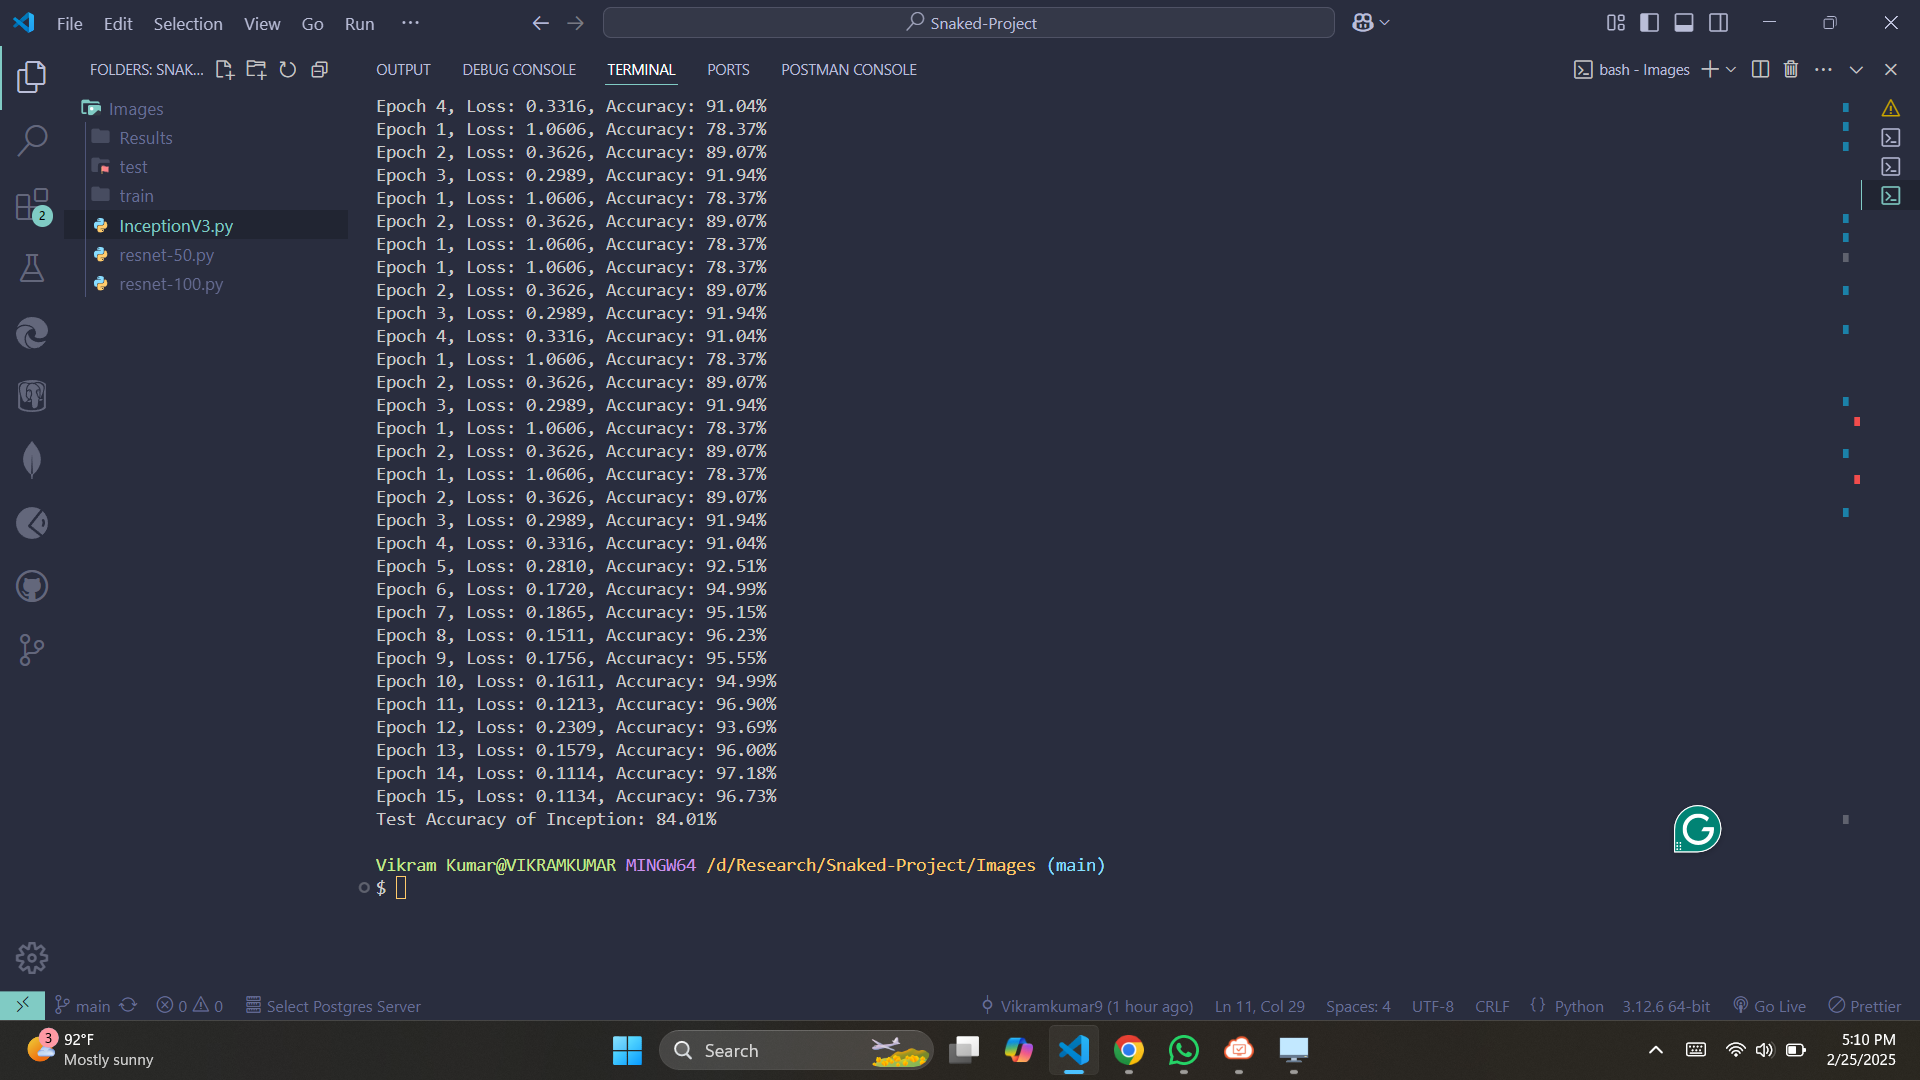 File Edit Selection View Go Run ···
Snaked-Project
FOLDERS: SNAK...
OUTPUT DEBUG CONSOLE TERMINAL PORTS POSTMAN CONSOLE
bash - Images
Images
Results
test
train
InceptionV3.py
resnet-50.py
resnet-100.py
2
Epoch 4, Loss: 0.3316, Accuracy: 91.04%
Epoch 1, Loss: 1.0606, Accuracy: 78.37%
Epoch 2, Loss: 0.3626, Accuracy: 89.07%
Epoch 3, Loss: 0.2989, Accuracy: 91.94%
Epoch 1, Loss: 1.0606, Accuracy: 78.37%
Epoch 2, Loss: 0.3626, Accuracy: 89.07%
Epoch 1, Loss: 1.0606, Accuracy: 78.37%
Epoch 1, Loss: 1.0606, Accuracy: 78.37%
Epoch 2, Loss: 0.3626, Accuracy: 89.07%
Epoch 3, Loss: 0.2989, Accuracy: 91.94%
Epoch 4, Loss: 0.3316, Accuracy: 91.04%
Epoch 1, Loss: 1.0606, Accuracy: 78.37%
Epoch 2, Loss: 0.3626, Accuracy: 89.07%
Epoch 3, Loss: 0.2989, Accuracy: 91.94%
Epoch 1, Loss: 1.0606, Accuracy: 78.37%
Epoch 2, Loss: 0.3626, Accuracy: 89.07%
Epoch 1, Loss: 1.0606, Accuracy: 78.37%
Epoch 2, Loss: 0.3626, Accuracy: 89.07%
Epoch 3, Loss: 0.2989, Accuracy: 91.94%
Epoch 4, Loss: 0.3316, Accuracy: 91.04%
Epoch 5, Loss: 0.2810, Accuracy: 92.51%
Epoch 6, Loss: 0.1720, Accuracy: 94.99%
Epoch 7, Loss: 0.1865, Accuracy: 95.15%
Epoch 8, Loss: 0.1511, Accuracy: 96.23%
Epoch 9, Loss: 0.1756, Accuracy: 95.55%
Epoch 10, Loss: 0.1611, Accuracy: 94.99%
Epoch 11, Loss: 0.1213, Accuracy: 96.90%
Epoch 12, Loss: 0.2309, Accuracy: 93.69%
Epoch 13, Loss: 0.1579, Accuracy: 96.00%
Epoch 14, Loss: 0.1114, Accuracy: 97.18%
Epoch 15, Loss: 0.1134, Accuracy: 96.73%
Test Accuracy of Inception: 84.01%
Vikram Kumar@VIKRAMKUMAR MINGW64 /d/Research/Snaked-Project/Images (main)
$
main 0 0 Select Postgres Server Vikramkumar9 (1 hour ago) Ln 11, Col 29 Spaces: 4 UTF-8 CRLF {} Python 3.12.6 64-bit Go Live Prettier
3
92°F
Mostly sunny
Search
5:10 PM
2/25/2025